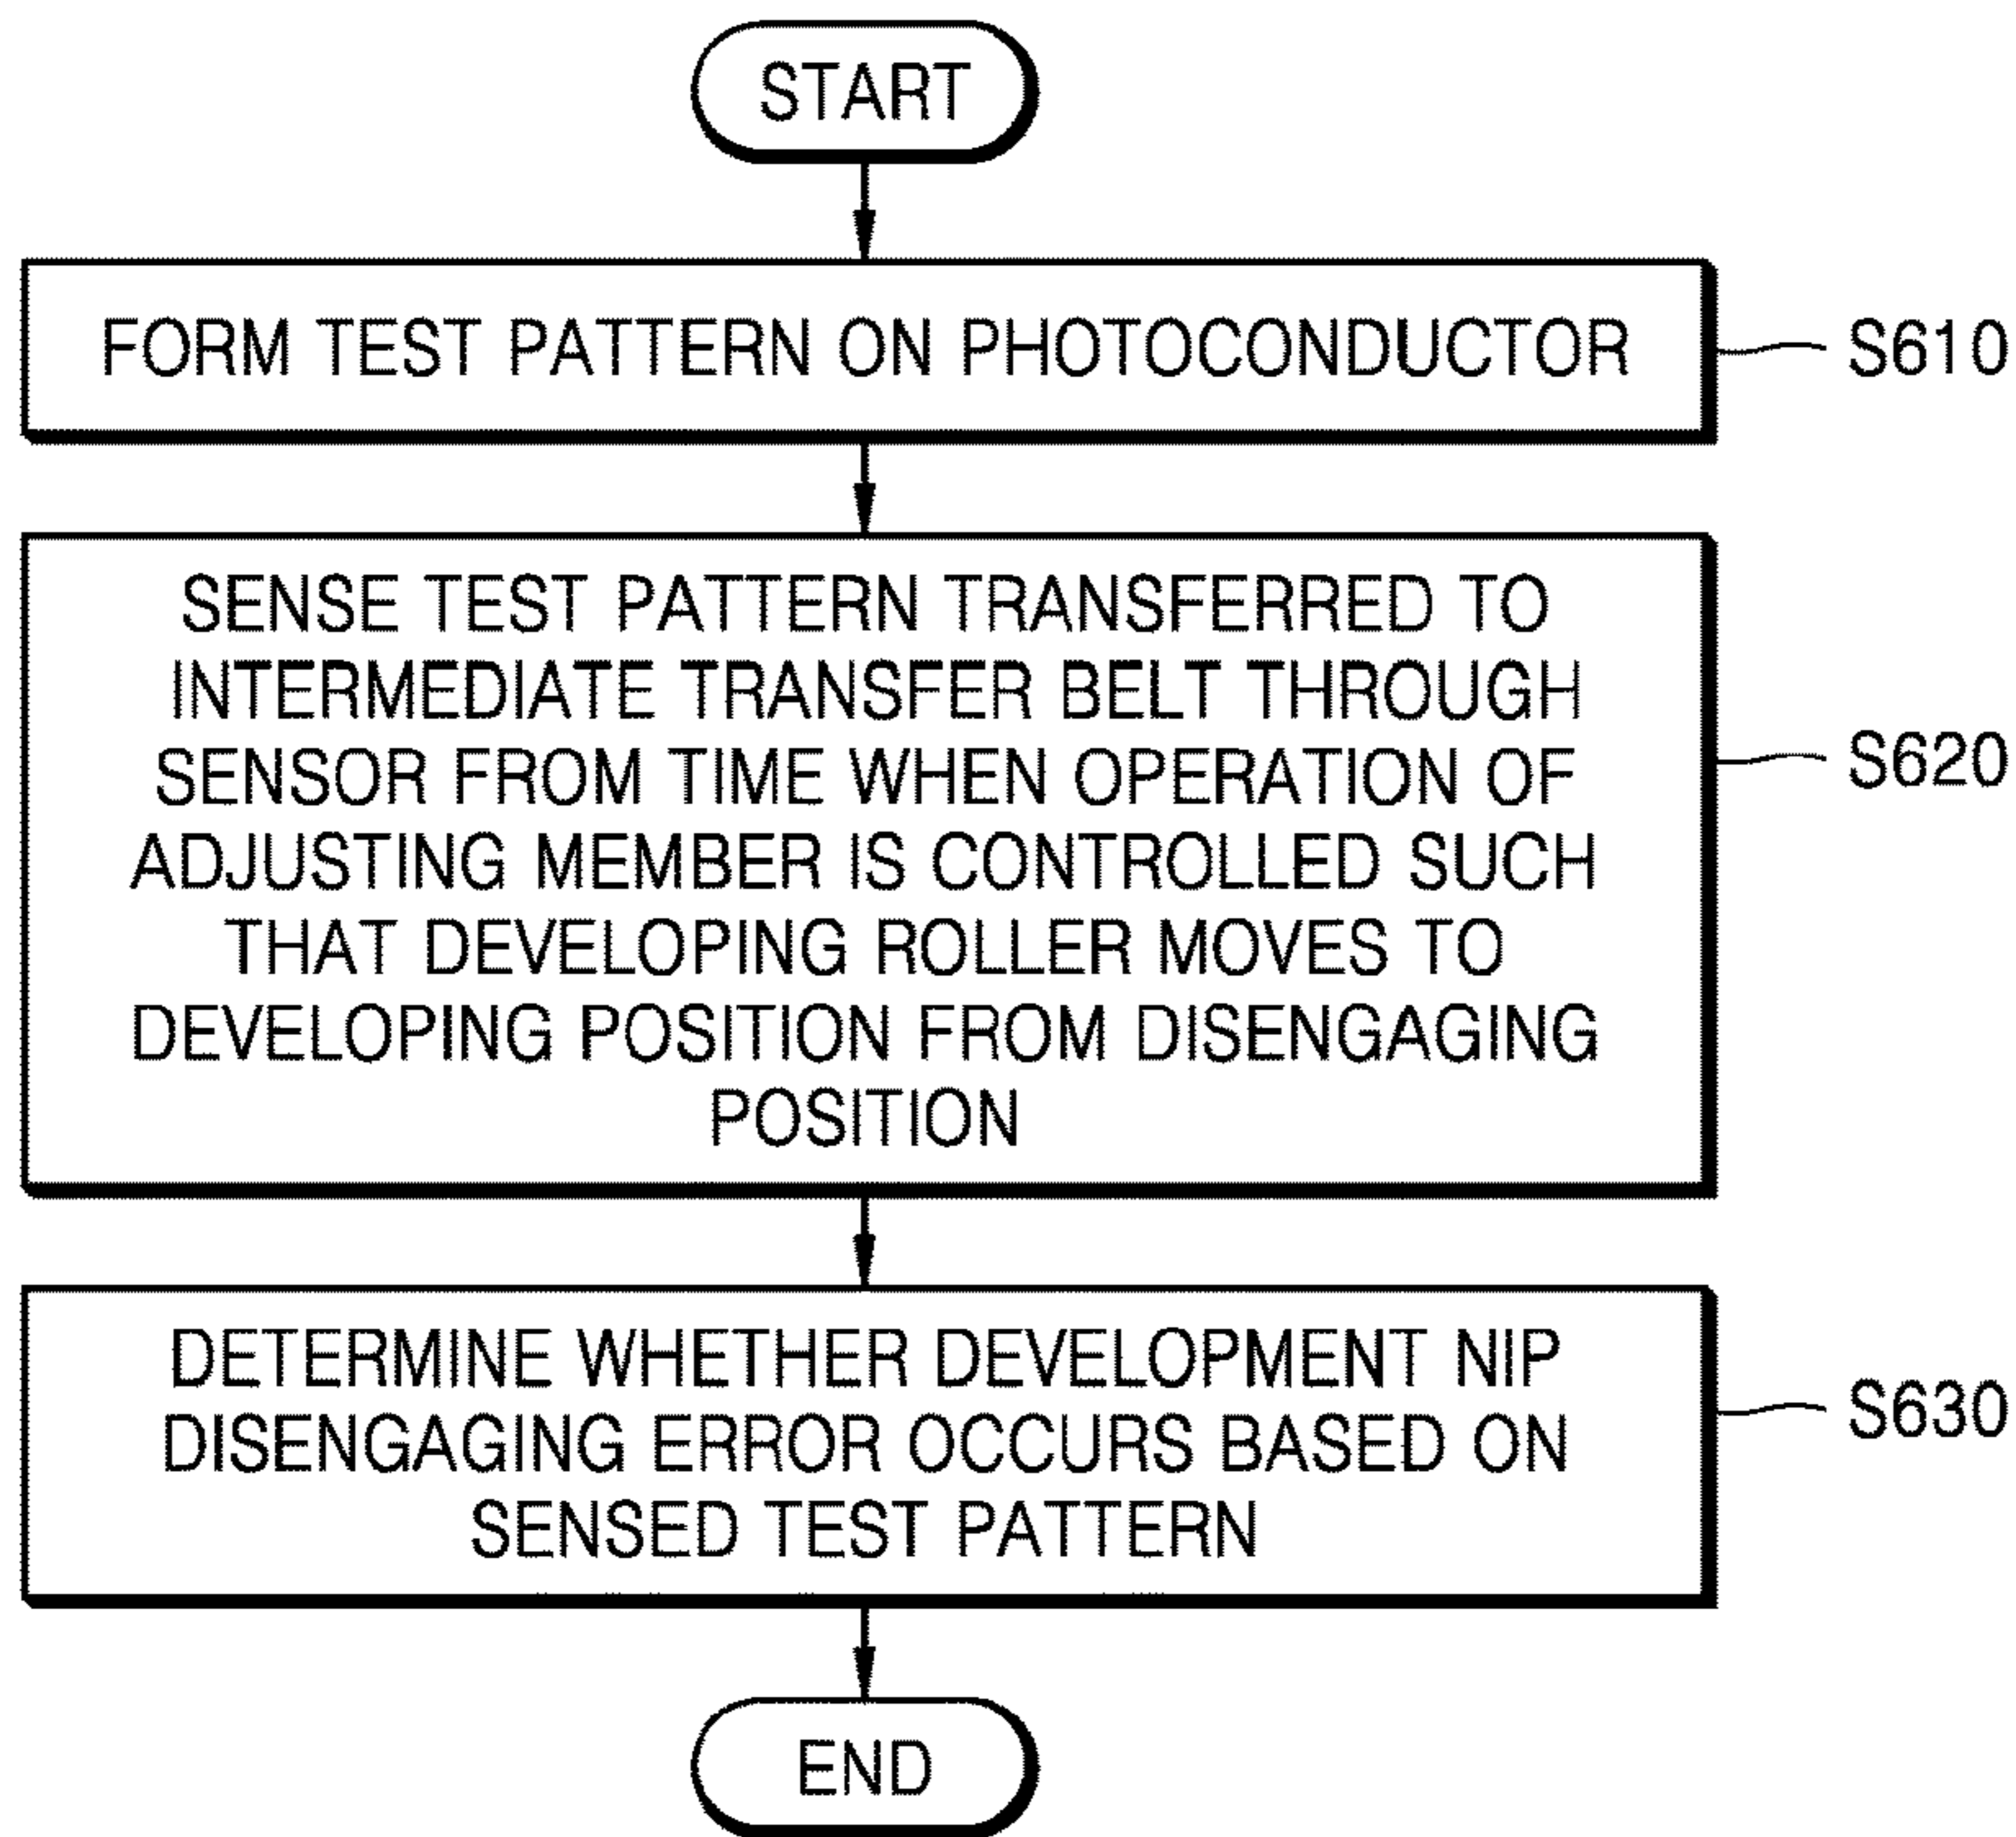 START
FORM TEST PATTERN ON PHOTOCONDUCTOR
S610
SENSE TEST PATTERN TRANSFERRED TO
INTERMEDIATE TRANSFER BELT THROUGH
SENSOR FROM TIME WHEN OPERATION OF
ADJUSTING MEMBER IS CONTROLLED SUCH
THAT DEVELOPING ROLLER MOVES TO
DEVELOPING POSITION FROM DISENGAGING
POSITION
S620
DETERMINE WHETHER DEVELOPMENT NIP
DISENGAGING ERROR OCCURS BASED ON
SENSED TEST PATTERN
S630
END